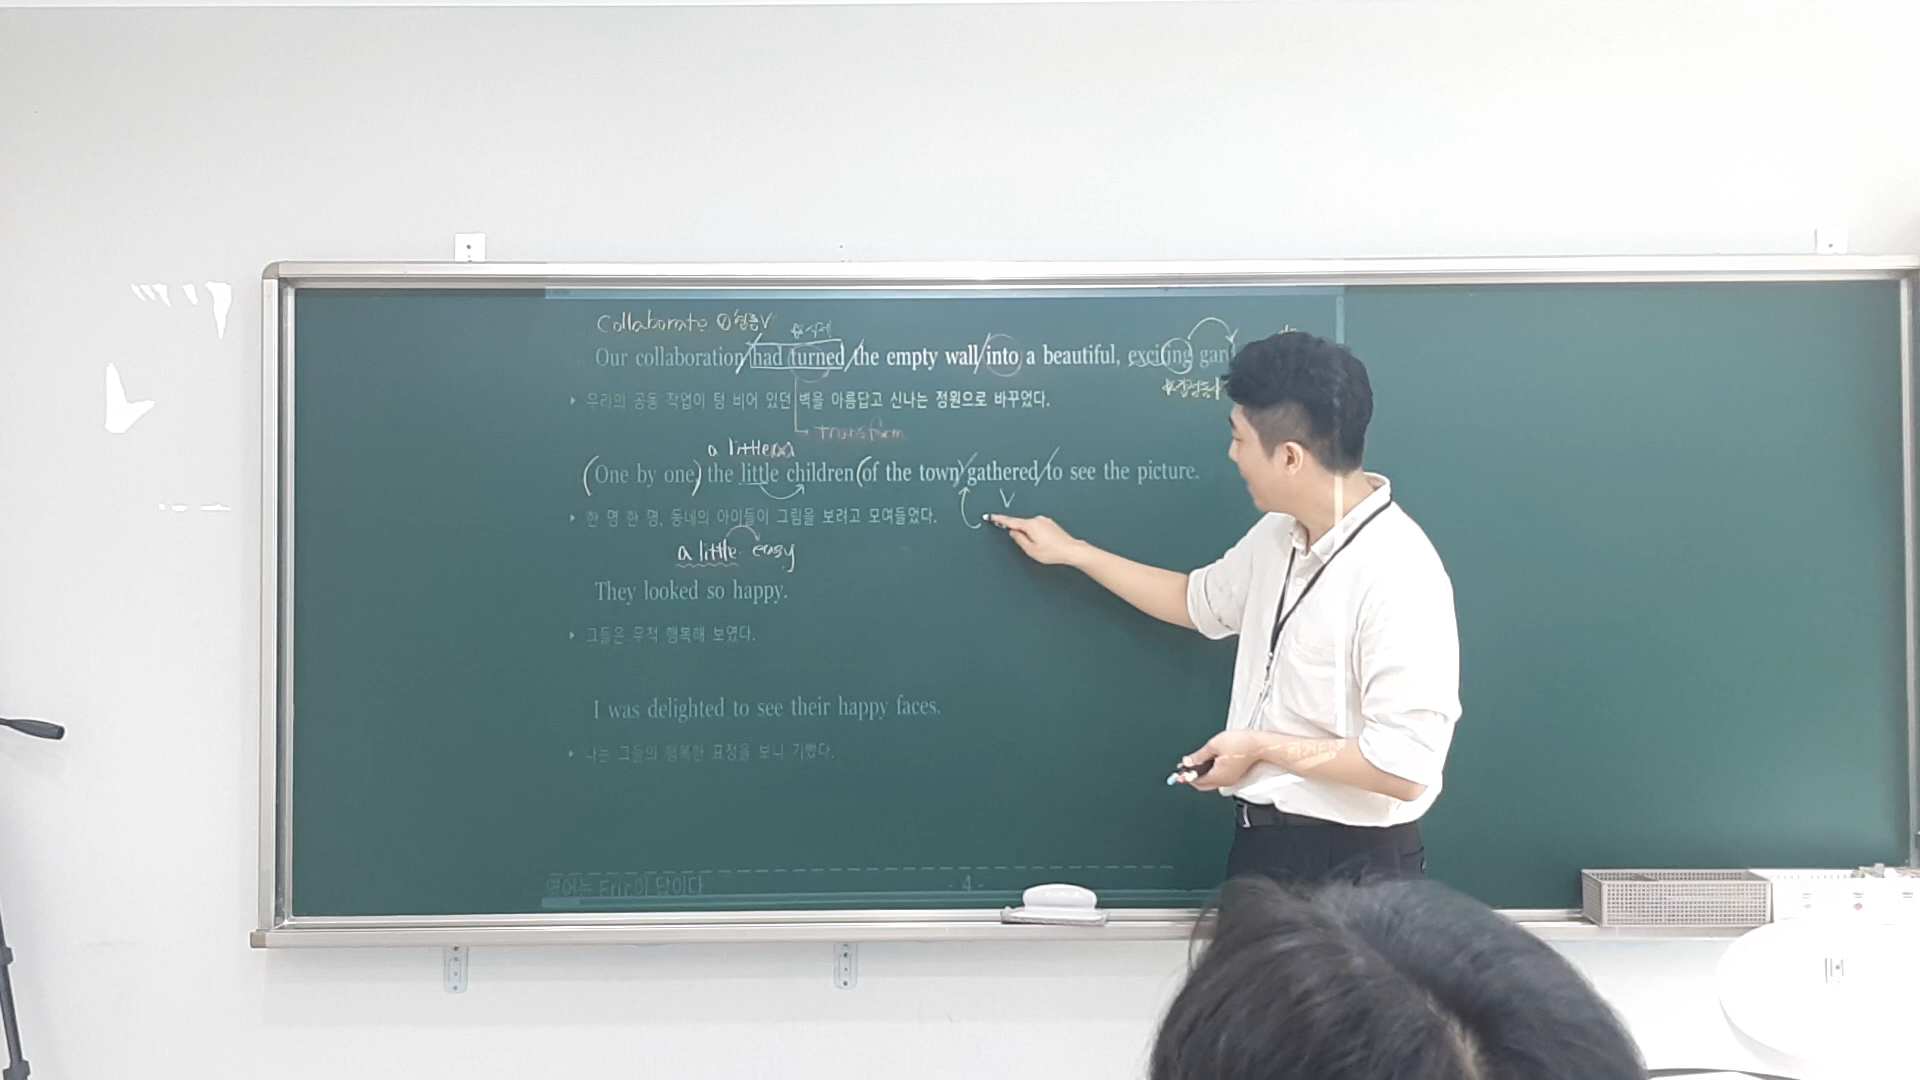 Collaborate
Our collaboration had turned the empty wall into a beautiful, exciting
우리의 공동 작업이 텅 비어 있던 벽을 아름답고 신나는 정원으로 바꾸었다.
transform
a little
(One by one) the little children (of the town) gathered to see the picture.
V
한 명 한 명, 동네의 아이들이 그림을 보려고 모여들었다.
a little easy
They looked so happy.
그들은 무척 행복해 보였다.
I was delighted to see their happy faces.
나는 그들의 행복한 표정을 보니 기뻤다.
영어는 Eric이 답이다
- 4 -